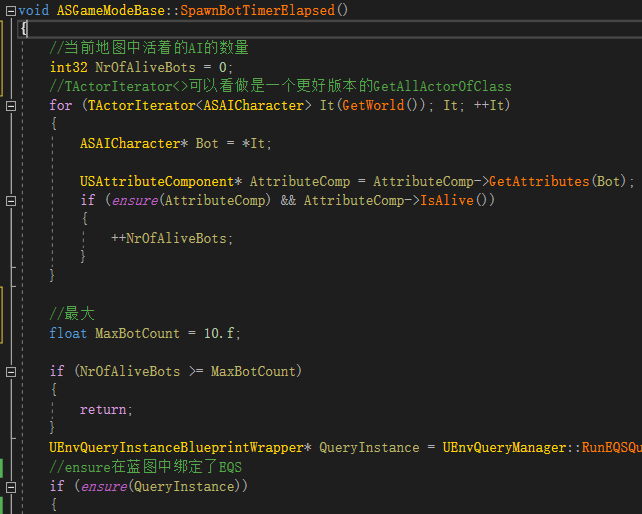 void ASGameModeBase::SpawnBotTimerElapsed()
{
//当前地图中活着的AI的数量
int32 NrOfAliveBots = 0;
//TActorIterator<>可以看做是一个更好版本的GetAllActorOfClass
for (TActorIterator<ASAICharacter> It(GetWorld()); It; ++It)
{
ASAICharacter* Bot = *It;
USAttributeComponent* AttributeComp = AttributeComp->GetAttributes(Bot);
if (ensure(AttributeComp) && AttributeComp->IsAlive())
{
++NrOfAliveBots;
}
}
//最大
float MaxBotCount = 10.f;
if (NrOfAliveBots >= MaxBotCount)
{
return;
}
UEnvQueryInstanceBlueprintWrapper* QueryInstance = UEnvQueryManager::RunEQSQu
//ensure在蓝图中绑定了EQS
if (ensure(QueryInstance))
{